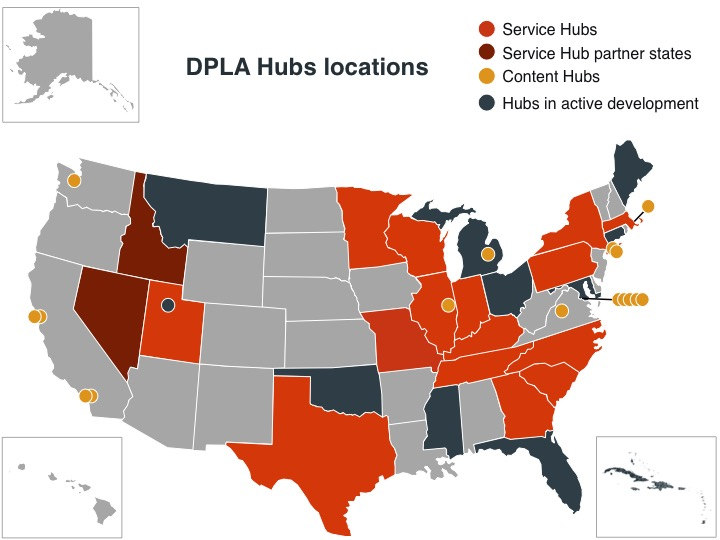 DPLA Hubs locations
Service Hubs
Service Hub partner states
Content Hubs
Hubs in active development